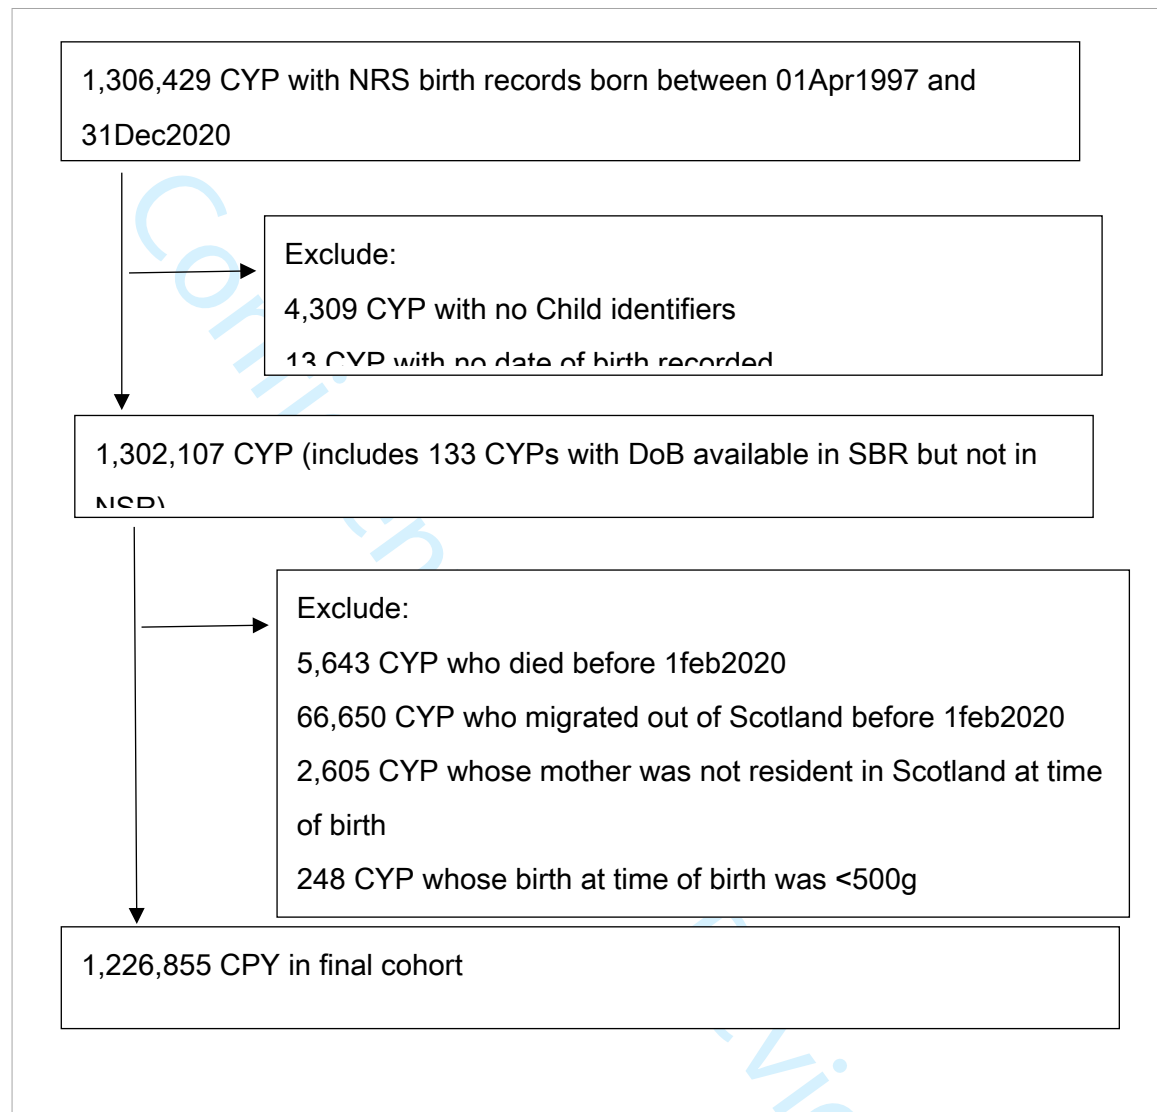 1,306,429 CYP with NRS birth records born between 01Apr1997 and
31Dec2020
Exclude:
4,309 CYP with no Child identifiers
13 CYP with no date of birth recorded
1,302,107 CYP (includes 133 CYPs with DoB available in SBR but not in
NSR)
Exclude:
5,643 CYP who died before 1feb2020
66,650 CYP who migrated out of Scotland before 1feb2020
2,605 CYP whose mother was not resident in Scotland at time
of birth
248 CYP whose birth at time of birth was <500g
1,226,855 CPY in final cohort